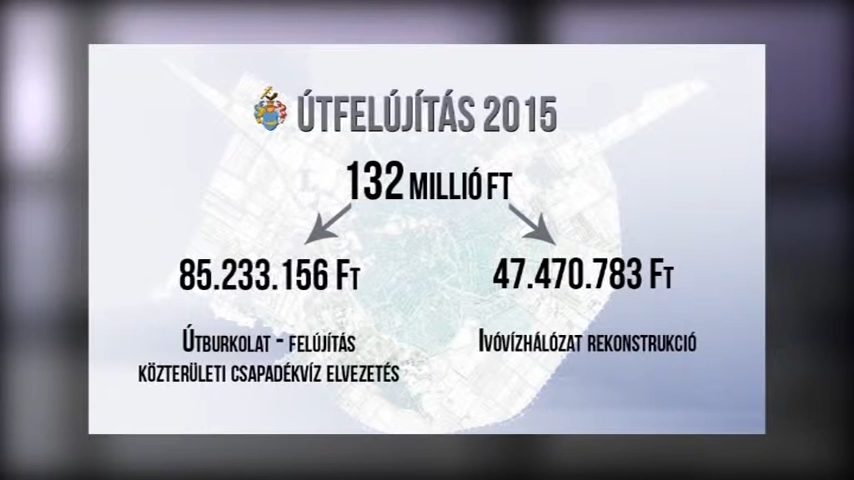 ÚTFELÚJÍTÁS 2015
132 MILLIÓ FT
85.233.156 FT
47.470.783 FT
ÚTBURKOLAT - FELÚJÍTÁS
KÖZTERÜLETI CSAPADÉKVÍZ ELVEZETÉS
IVÓVÍZHÁLÓZAT REKONSTRUKCIÓ